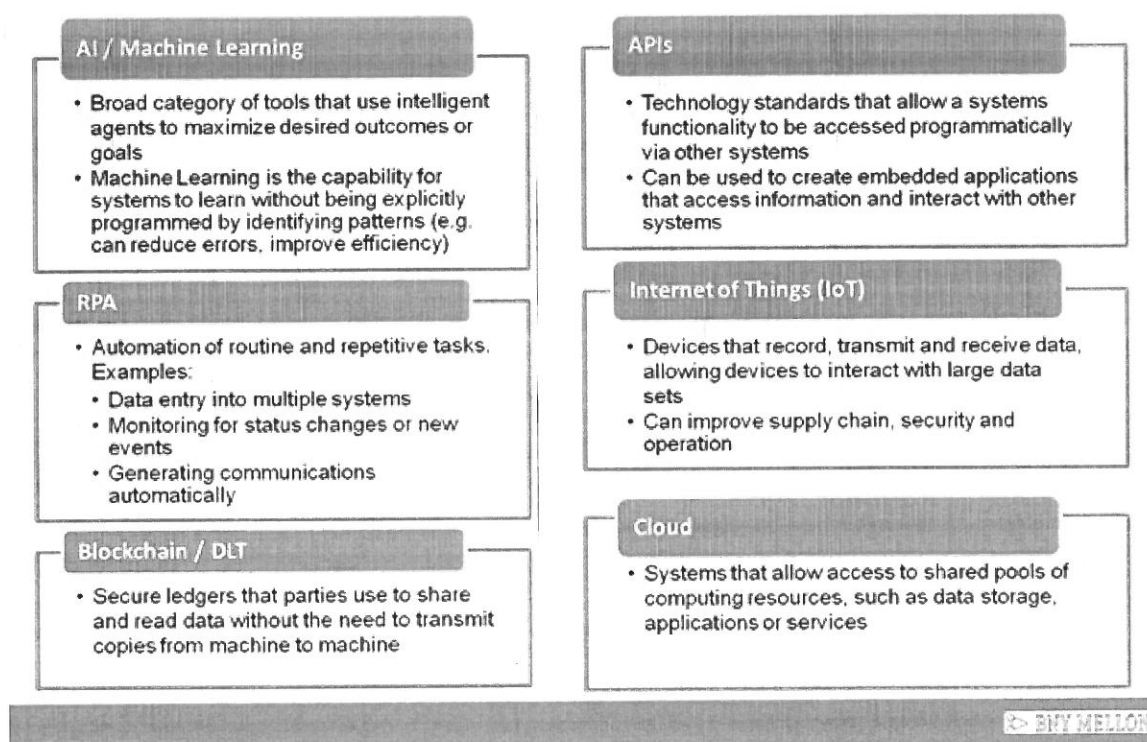 AI / Machine Learning
• Broad category of tools that use intelligent
agents to maximize desired outcomes or
goals
• Machine Learning is the capability for
systems to learn without being explicitly
programmed by identifying patterns (e.g.
can reduce errors, improve efficiency)
RPA
• Automation of routine and repetitive tasks.
Examples:
• Data entry into multiple systems
• Monitoring for status changes or new
events
• Generating communications
automatically
Blockchain / DLT
• Secure ledgers that parties use to share
and read data without the need to transmit
copies from machine to machine
APIs
• Technology standards that allow a systems
functionality to be accessed programmatically
via other systems
• Can be used to create embedded applications
that access information and interact with other
systems
Internet of Things (IoT)
• Devices that record, transmit and receive data,
allowing devices to interact with large data
sets
• Can improve supply chain, security and
operation
Cloud
• Systems that allow access to shared pools of
computing resources, such as data storage,
applications or services
BNY MELLON